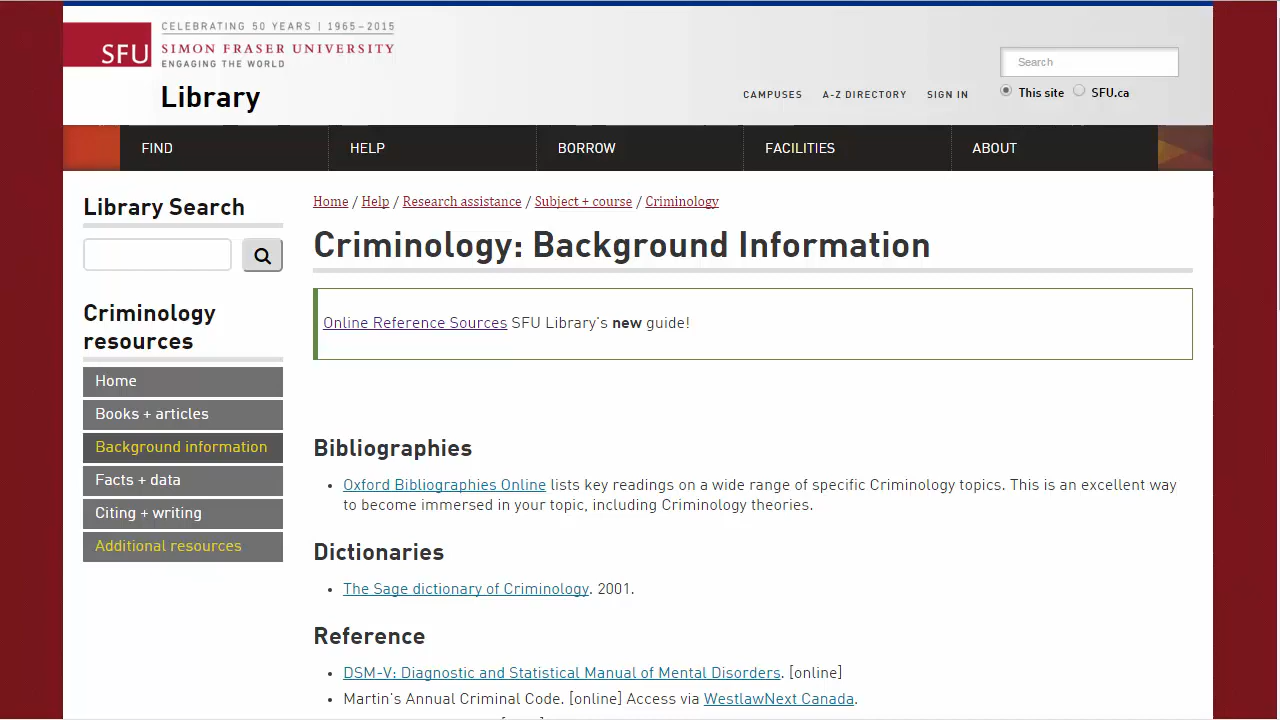 CELEBRATING 50 YEARS | 1965–2015
SFU SIMON FRASER UNIVERSITY
ENGAGING THE WORLD
Library
Search
CAMPUSES A-Z DIRECTORY SIGN IN This site SFU.ca
FIND HELP BORROW FACILITIES ABOUT
Library Search
Criminology
resources
Home
Books + articles
Background information
Facts + data
Citing + writing
Additional resources
Home / Help / Research assistance / Subject + course / Criminology
Criminology: Background Information
Online Reference Sources SFU Library's new guide!
Bibliographies
• Oxford Bibliographies Online lists key readings on a wide range of specific Criminology topics. This is an excellent way
to become immersed in your topic, including Criminology theories.
Dictionaries
• The Sage dictionary of Criminology. 2001.
Reference
• DSM-V: Diagnostic and Statistical Manual of Mental Disorders. [online]
• Martin's Annual Criminal Code. [online] Access via WestlawNext Canada.